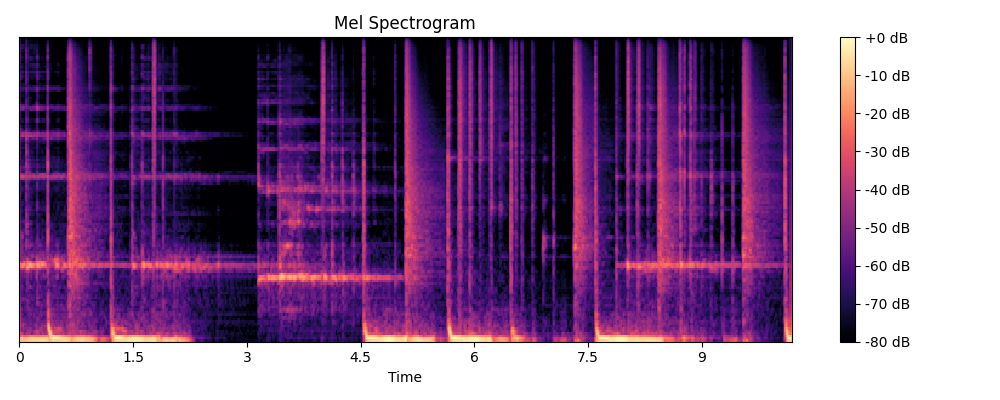 Mel Spectrogram
+0 dB
-10 dB
-20 dB
-30 dB
-40 dB
-50 dB
-60 dB
-70 dB
-80 dB
0 1.5 3 4.5 6 7.5 9
Time